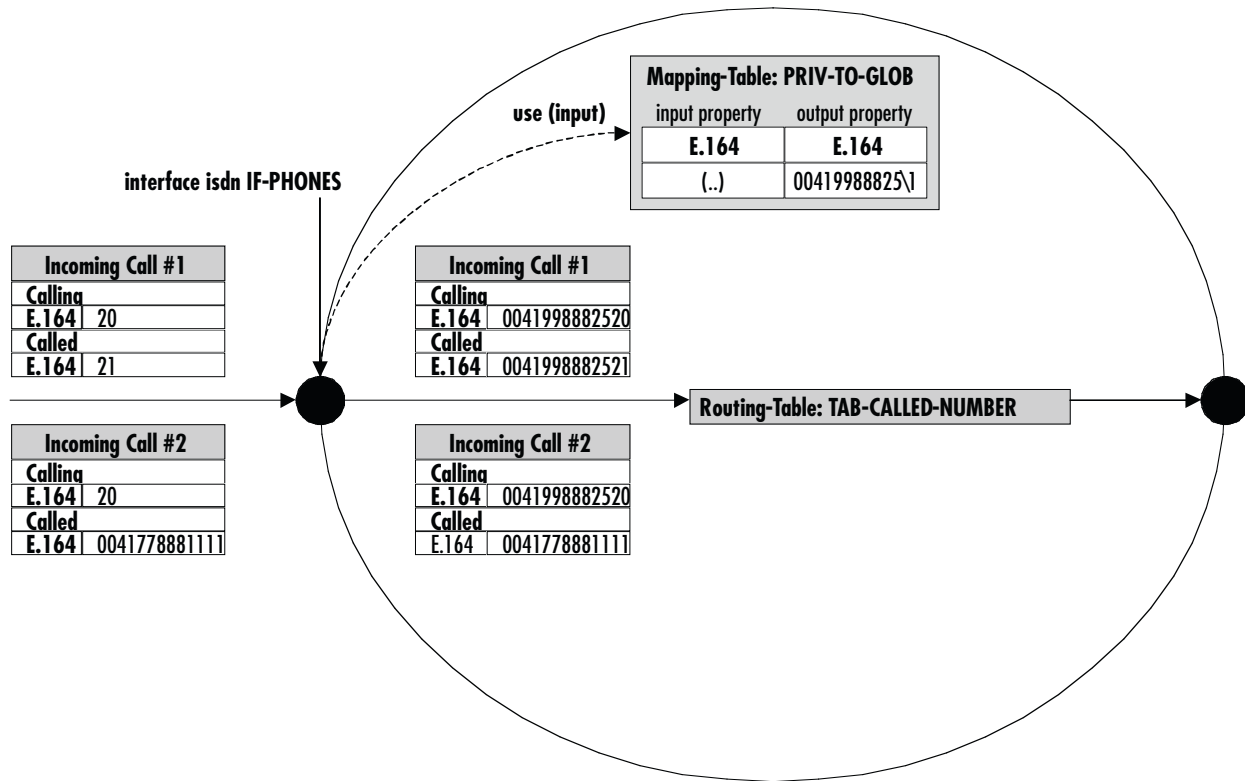 Mapping-Table: PRIV-TO-GLOB
input property output property
E.164 E.164
(..) 00419988825\1
use (input)
interface isdn IF-PHONES
Incoming Call #1
Calling
E.164 20
Called
E.164 21
Incoming Call #1
Calling
E.164 0041998882520
Called
E.164 0041998882521
Routing-Table: TAB-CALLED-NUMBER
Incoming Call #2
Calling
E.164 20
Called
E.164 0041778881111
Incoming Call #2
Calling
E.164 0041998882520
Called
E.164 0041778881111